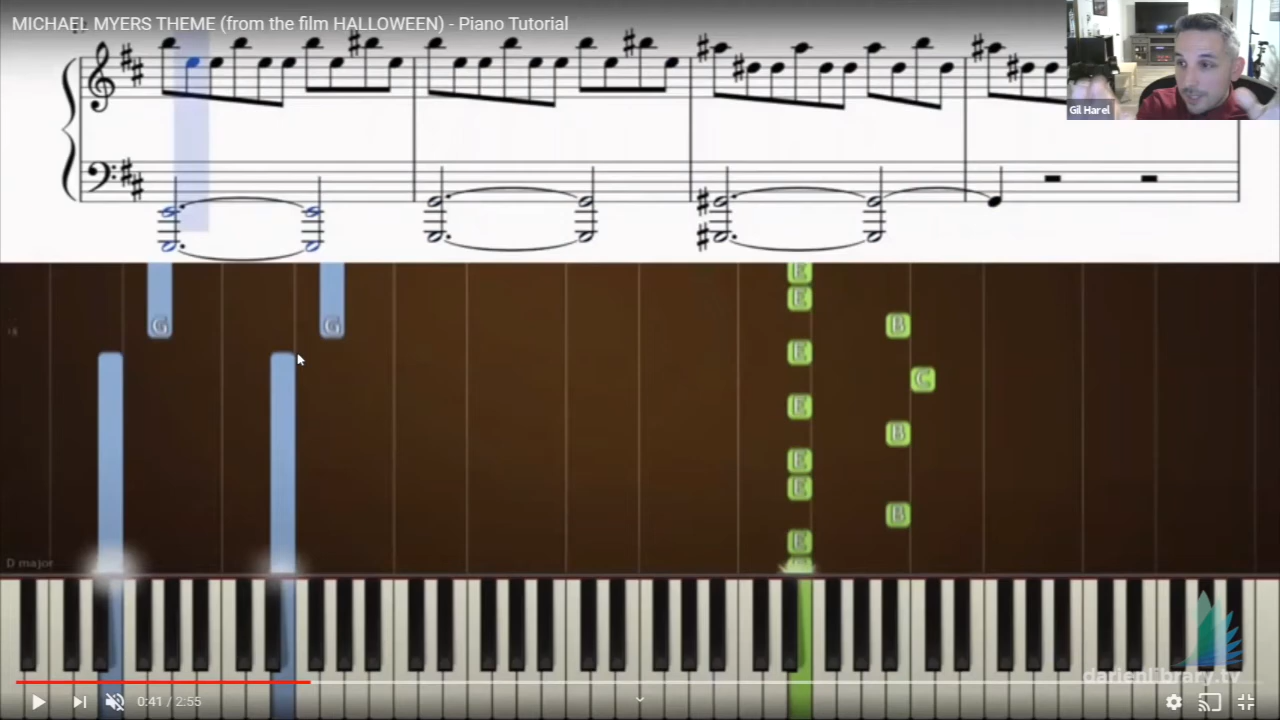 MICHAEL MYERS THEME (from the film HALLOWEEN) - Piano Tutorial
Gil Harel
E
E
G
G
B
E
C
E
B
E
E
B
E
D major
darienlibrary.tv
0:41 / 2:55